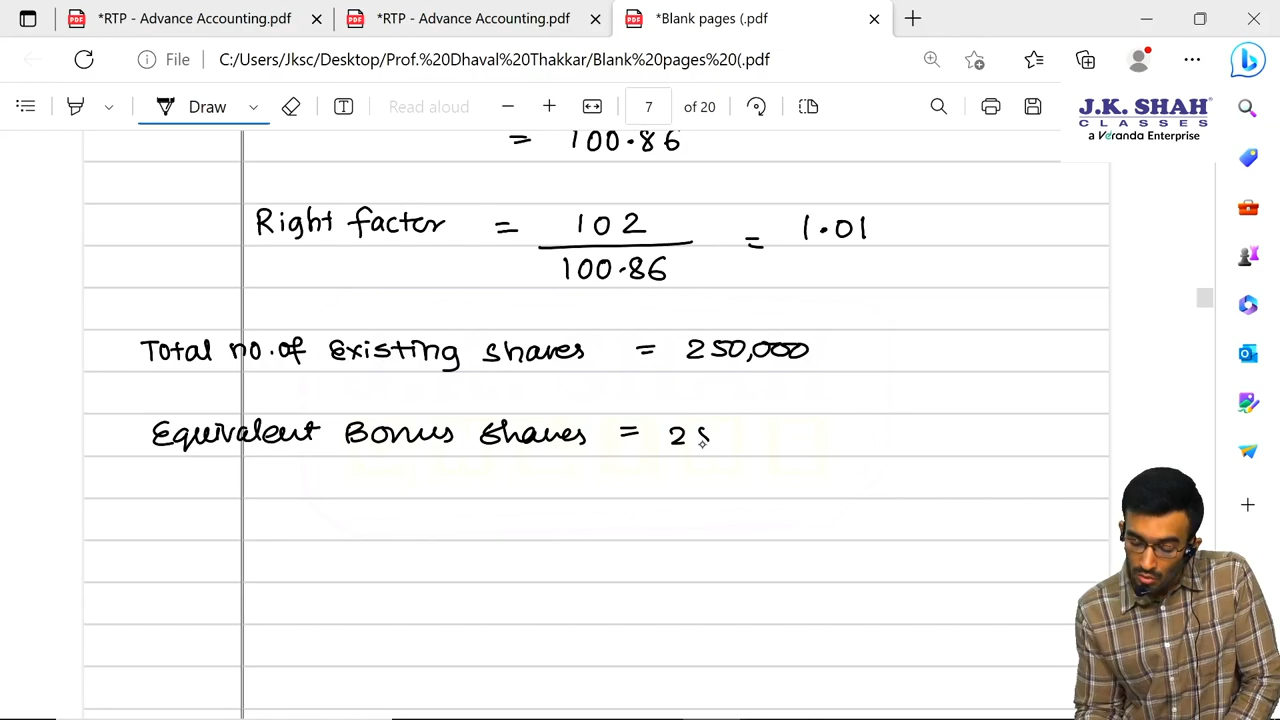 *RTP - Advance Accounting.pdf
*RTP - Advance Accounting.pdf
*Blank pages (.pdf
File
C:/Users/Jksc/Desktop/Prof.%20Dhaval%20Thakkar/Blank%20pages%20(.pdf
Draw
Read aloud
7
of 20
J.K. SHAH®
CLASSES
a Veranda Enterprise
= 100.86
Right factor = 102
100.86
= 1.01
Total no. of Existing shares = 250,000
Equivalent Bonus shares = 25